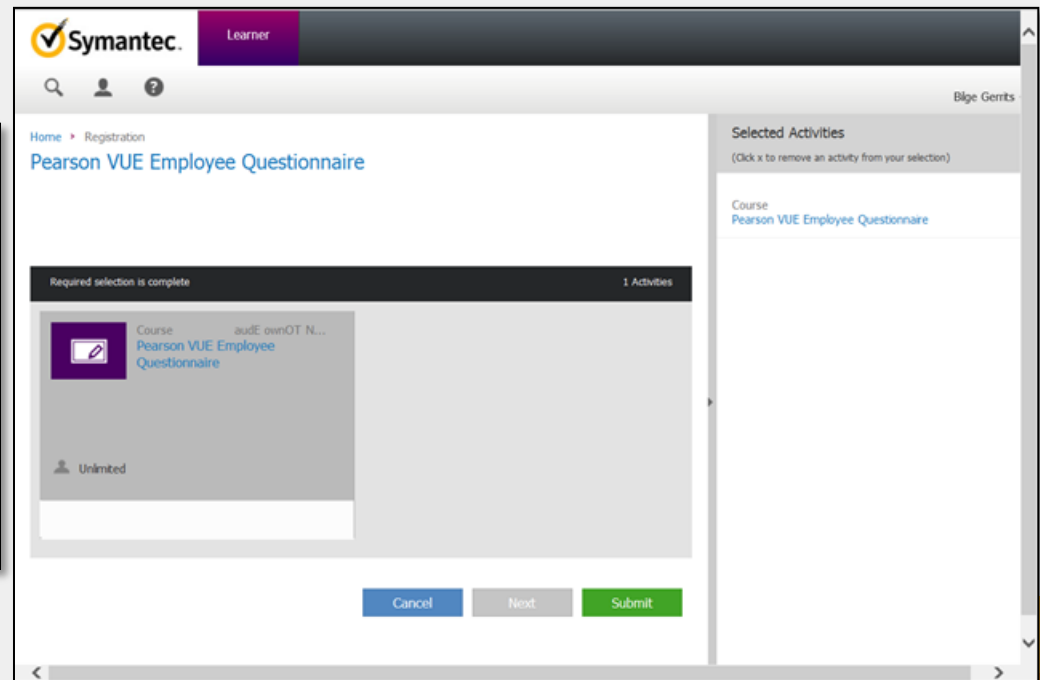 Symantec.
Learner
Bilge Gerrits
Home Registration
Pearson VUE Employee Questionnaire
Selected Activities
(Click x to remove an activity from your selection)
Course
Pearson VUE Employee Questionnaire
Required selection is complete 1 Activities
Course audE ownOT N...
Pearson VUE Employee
Questionnaire
Unlimited
Cancel Next Submit